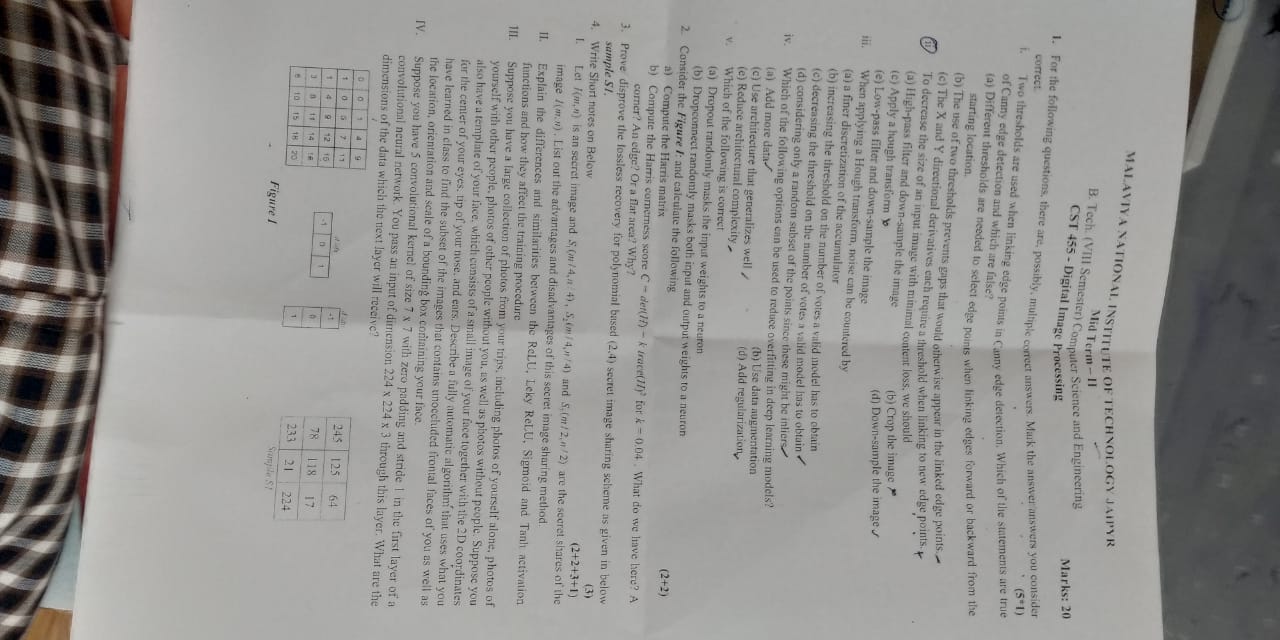 MALAVIYA NATIONAL INSTITUTE OF TECHNOLOGY JAIPYR
Mid Term – II
B. Tech. (VIII Semester) Computer Science and Engineering
CST 455 - Digital Image Processing
Marks: 20
1. For the following questions, there are, possibly, multiple correct answers. Mark the answer/answers you consider
correct. (5*1)
i. Two thresholds are used when linking edge points in Canny edge detection. Which of the statements are true
of Canny edge detection and which are false?
(a) Different thresholds are needed to select edge points when linking edges forward or backward from the
starting location.
(b) The use of two thresholds prevents gaps that would otherwise appear in the linked edge points.
(c) The X and Y directional derivatives each require a threshold when linking to new edge points.
ii To decrease the size of an input image with minimal content loss, we should
(a) High-pass filter and down-sample the image (b) Crop the image
(c) Apply a hough transform (d) Down-sample the image
(e) Low-pass filter and down-sample the image
iii. When applying a Hough transform, noise can be countered by
(a) a finer discretization of the accumulator
(b) increasing the threshold on the number of votes a valid model has to obtain
(c) decreasing the threshold on the number of votes a valid model has to obtain
(d) considering only a random subset of the points since these might be inliers
iv. Which of the following options can be used to reduce overfitting in deep learning models?
(a) Add more data (b) Use data augmentation
(c) Use architecture that generalizes well (d) Add regularization
(e) Reduce architectural complexity
v. Which of the following is correct
(a) Dropout randomly masks the input weights to a neuron
(b) Dropconnect randomly masks both input and output weights to a neuron
2. Consider the Figure I: and calculate the following (2+2)
a) Compute the Harris matrix
b) Compute the Harris cornerness score C = det(H) – k trace(H)² for k = 0.04 . What do we have here? A
corner? An edge? Or a flat area? Why?
3. Prove/ disprove the lossless recovery for polynomial based (2,4) secret image sharing scheme as given in below
sample S1. (3)
4. Write Short notes on Below (2+2+3+1)
I. Let I(m,n) is an secret image and S₁(m/4,n/4), S₂(m/4,n/4) and S₃(m/2,n/2) are the secret shares of the
image I(m,n). List out the advantages and disadvantages of this secret image sharing method.
II. Explain the differences and similarities between the ReLU, Leky ReLU, Sigmoid and Tanh activation
functions and how they affect the training procedure
III. Suppose you have a large collection of photos from your trips, including photos of yourself alone, photos of
yourself with other people, photos of other people without you, as well as photos without people. Suppose you
also have a template of your face, which consists of a small image of your face together with the 2D coordinates
for the center of your eyes, tip of your nose, and ears. Describe a fully automatic algorithm that uses what you
have learned in class to find the subset of the images that contains unoccluded frontal faces of you as well as
the location, orientation and scale of a bounding box containing your face.
IV. Suppose you have 5 convolutional kernel of size 7 x 7 with zero padding and stride 1 in the first layer of a
convolutional neural network. You pass an input of dimension 224 x 224 x 3 through this layer. What are the
dimensions of the data which the next layer will receive?
0 0 1 4 9
1 0 5 7 11
1 4 9 12 16
3 8 11 14 16
8 10 15 18 20
-1 0 1
-1
0
1
245 125 64
78 118 17
233 21 224
Figure I
Sample S1